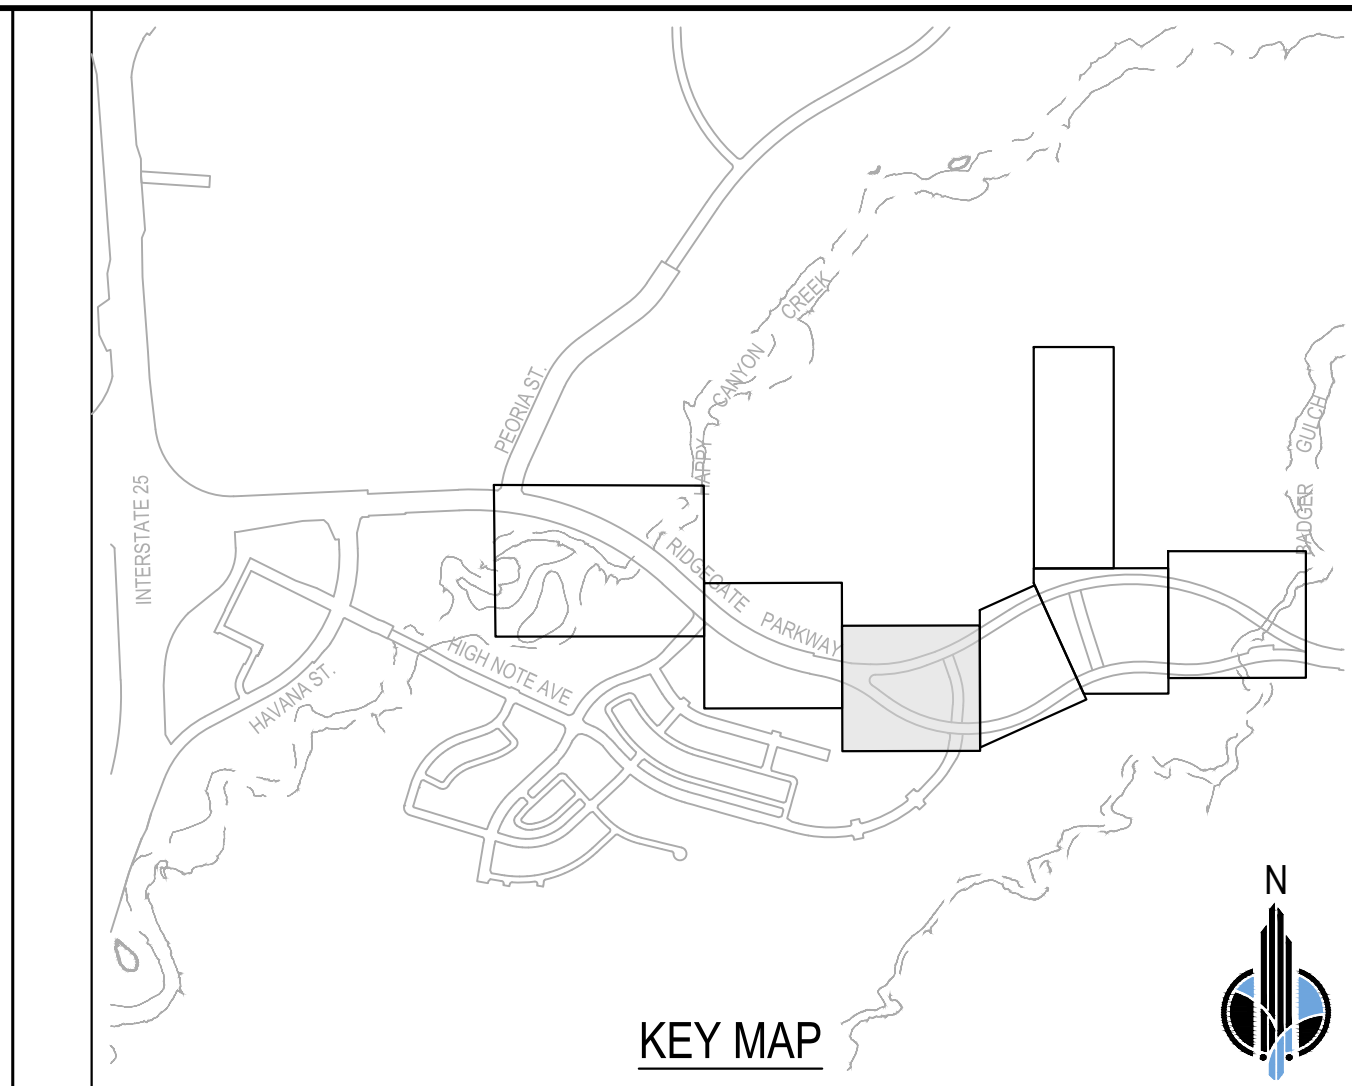 CREEK
CANYON
HAPPY
PEORIA ST.
GULCH
BADGER
INTERSTATE 25
RIDGEGATE PARKWAY
HIGH NOTE AVE
HAVANA ST.
N
KEY MAP